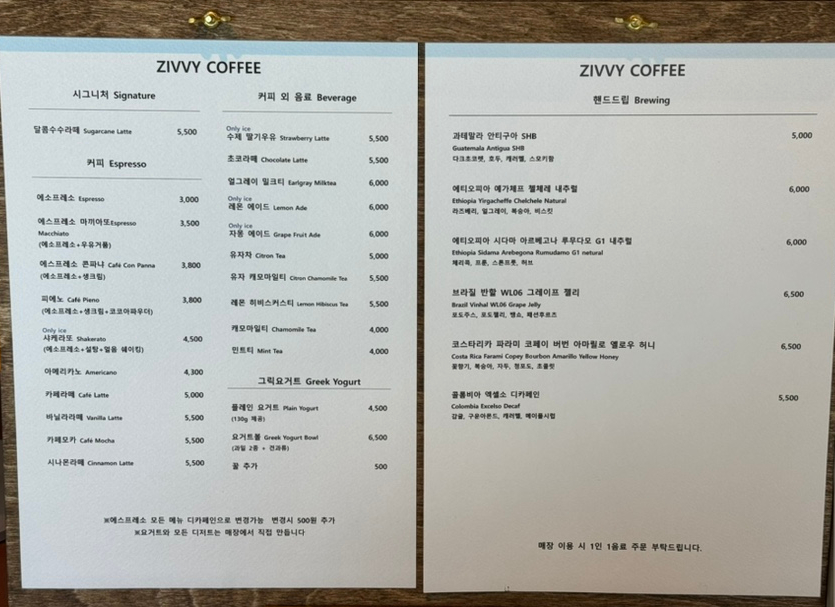 ZIVVY COFFEE
시그니처 Signature
달콤수수라떼 Sugarcane Latte 5,500
커피 Espresso
에소프레소 Espresso 3,000
에스프레소 마끼아또Espresso 3,500
Macchiato
(에소프레소+우유거품)
에스프레소 콘파나 Café Con Panna 3,800
(에소프레소+생크림)
피에노 Café Pieno 3,800
(에소프레소+생크림+코코아파우더)
Only ice
샤케라또 Shakerato 4,500
(에소프레소+설탕+얼음 쉐이킹)
아메리카노 Americano 4,300
카페라떼 Café Latte 5,000
바닐라라떼 Vanilla Latte 5,500
카페모카 Café Mocha 5,500
시나몬라떼 Cinnamon Latte 5,500
커피 외 음료 Beverage
Only ice
수제 딸기우유 Strawberry Latte 5,500
초코라떼 Chocolate Latte 5,500
얼그레이 밀크티 Earlgray Milktea 6,000
Only ice
레몬 에이드 Lemon Ade 6,000
Only ice
자몽 에이드 Grape Fruit Ade 6,000
유자차 Citron Tea 5,000
유자 캐모마일티 Citron Chamomile Tea 5,500
레몬 히비스커스티 Lemon Hibiscus Tea 5,500
캐모마일티 Chamomile Tea 4,000
민트티 Mint Tea 4,000
그릭요거트 Greek Yogurt
플레인 요거트 Plain Yogurt 4,500
(130g 제공)
요거트볼 Greek Yogurt Bowl 6,500
(과일 2종 + 견과류)
꿀 추가 500
※에스프레소 모든 메뉴 디카페인으로 변경가능 변경시 500원 추가
※요거트와 모든 디저트는 매장에서 직접 만듭니다
ZIVVY COFFEE
핸드드립 Brewing
과테말라 안티구아 SHB 5,000
Guatemala Antigua SHB
다크초코렛, 호두, 캐러멜, 스모키향
에티오피아 예가체프 첼체레 내추럴 6,000
Ethiopia Yirgacheffe Chelchele Natural
라즈베리, 얼그레이, 복숭아, 비스킷
에티오피아 시다마 아르베고나 루무다모 G1 내추럴 6,000
Ethiopia Sidama Arebegona Rumudamo G1 netural
체리콕, 프룬, 스톤프룻, 허브
브라질 반할 WL06 그레이프 젤리 6,500
Brazil Vinhal WL06 Grape Jelly
포도주스, 포도젤리, 뱅쇼, 패션후르츠
코스타리카 파라미 코페이 버번 아마릴로 옐로우 허니 6,500
Costa Rica Farami Copey Bourbon Amarillo Yellow Honey
꽃향기, 복숭아, 자두, 청포도, 초콜릿
콜롬비아 엑셀소 디카페인 5,500
Colombia Excelso Decaf
감귤, 구운아몬드, 캐러멜, 메이플시럽
매장 이용 시 1인 1음료 주문 부탁드립니다.